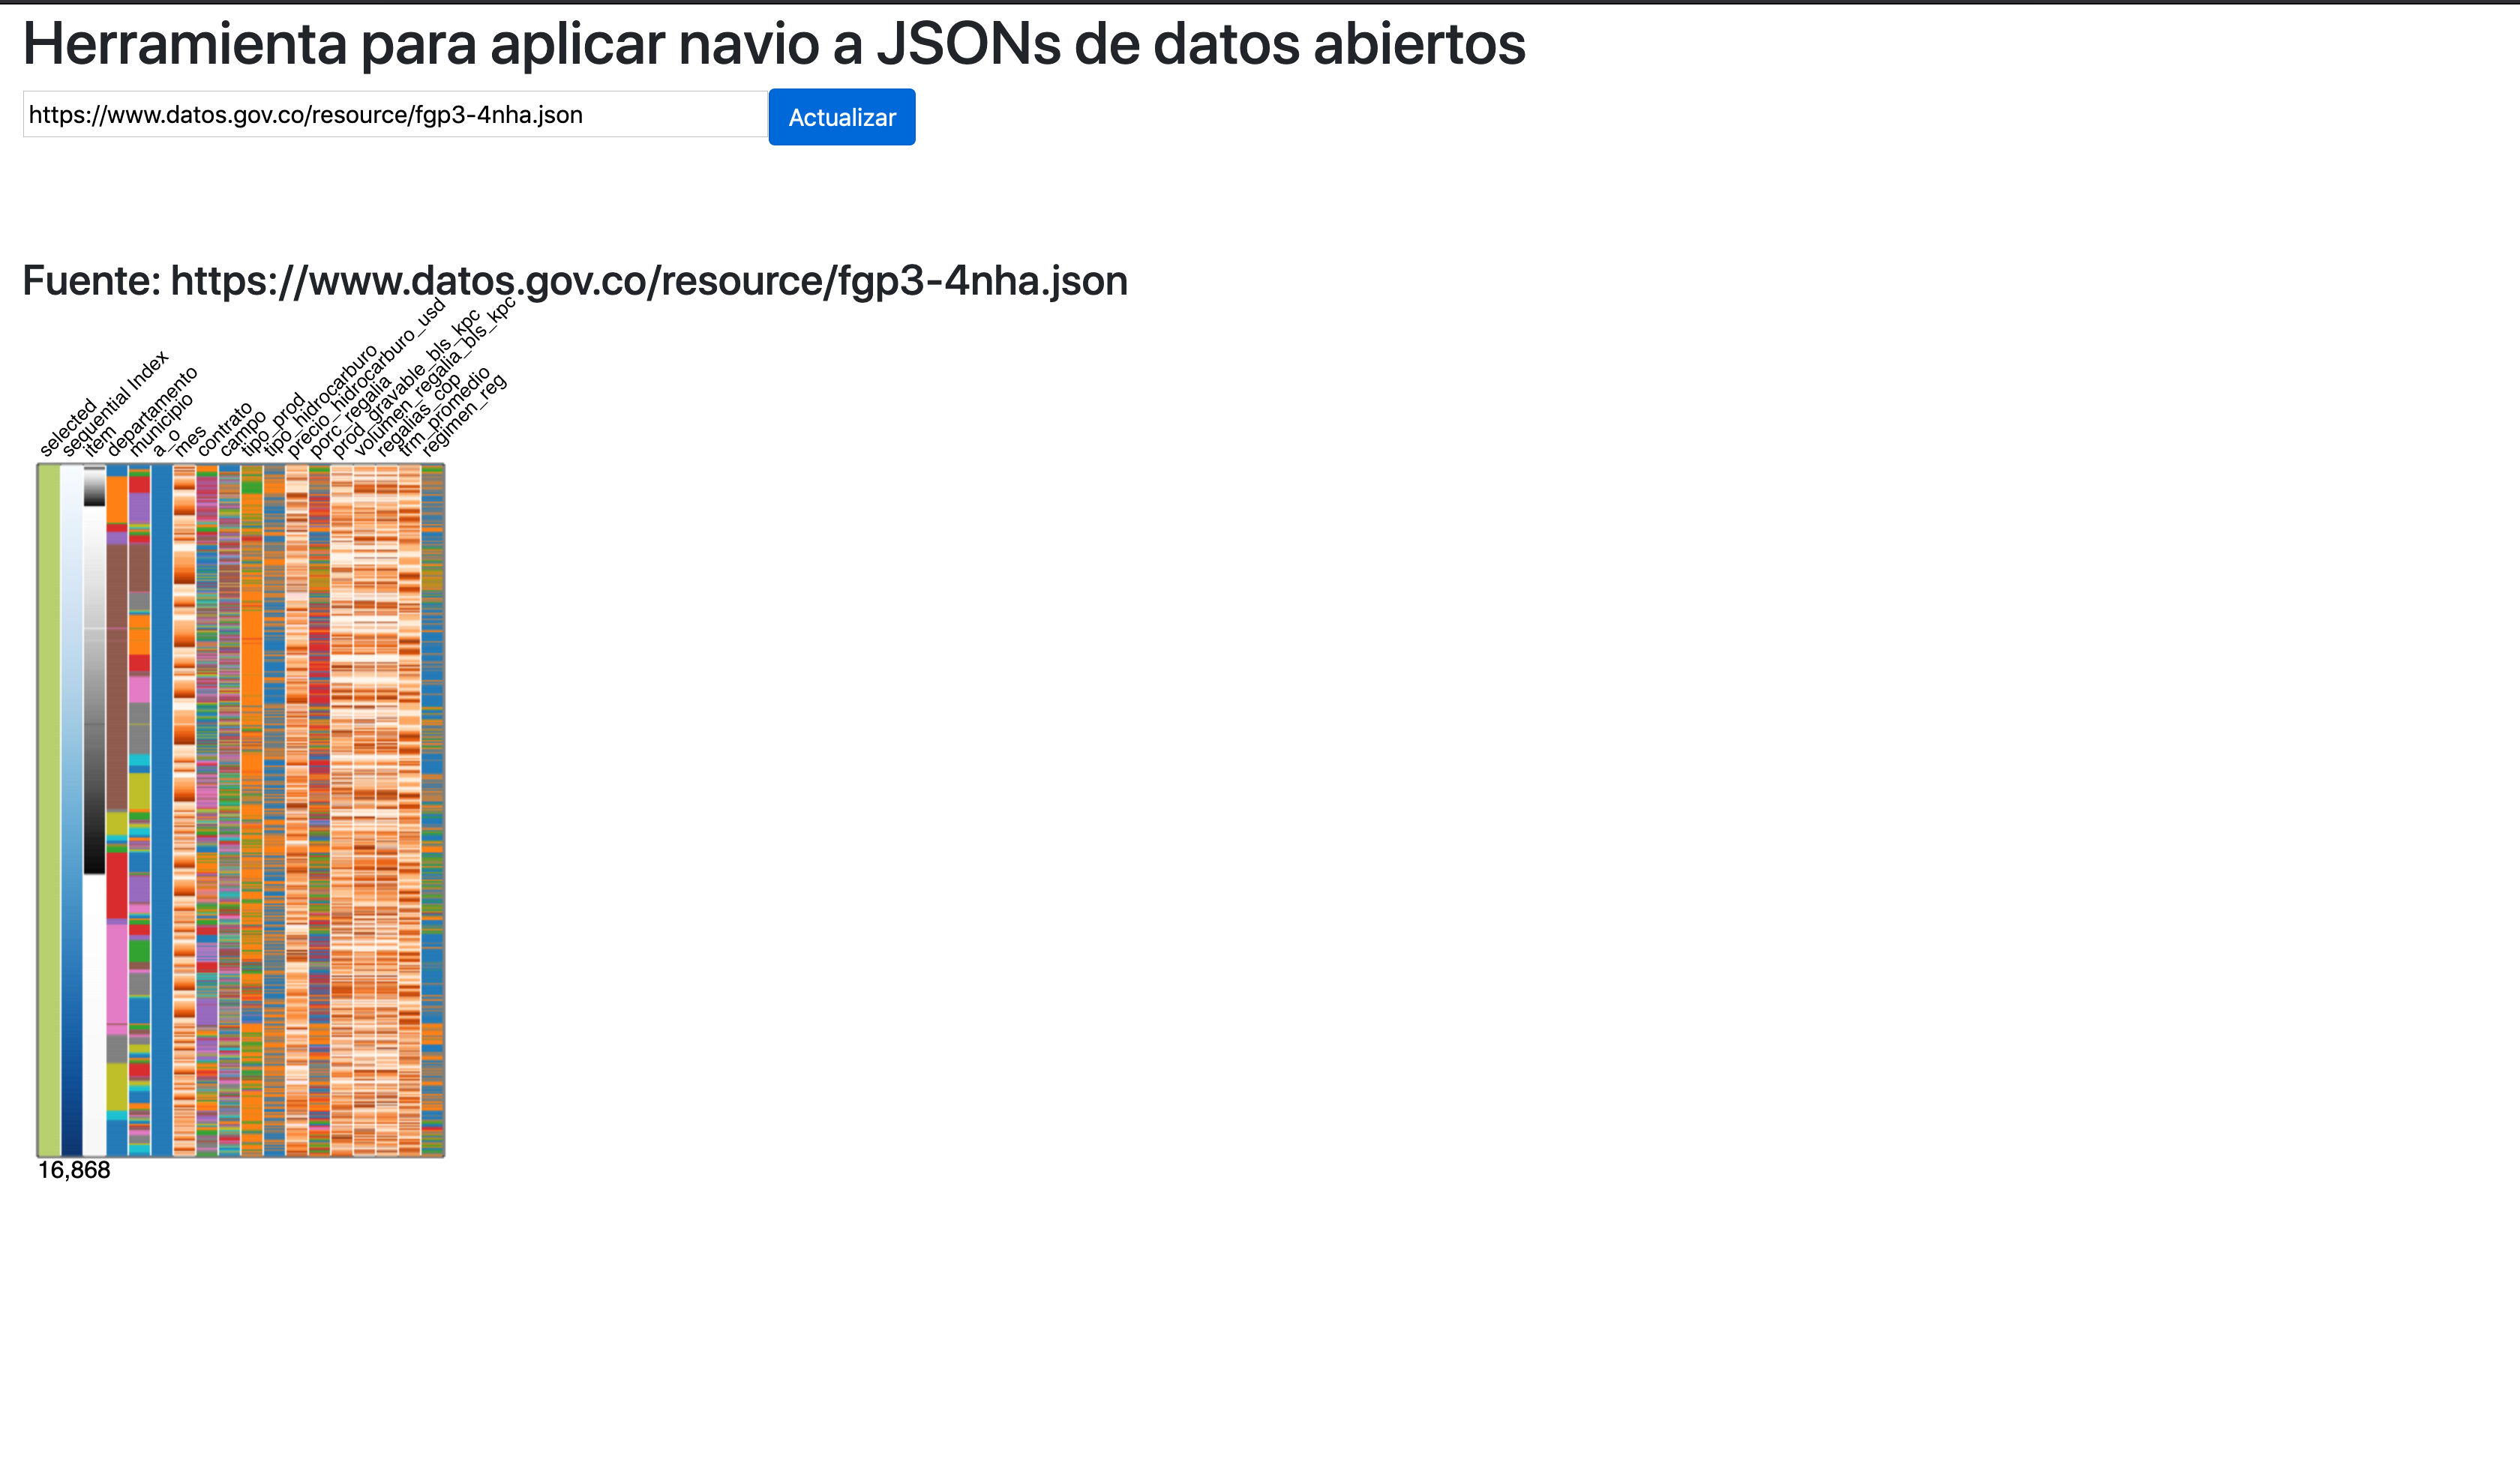 Herramienta para aplicar navio a JSONs de datos abiertos
https://www.datos.gov.co/resource/fgp3-4nha.json
Actualizar
Fuente: https://www.datos.gov.co/resource/fgp3-4nha.json
selected
sequential Index
item
departamento
municipio
a_o
mes
contrato
campo
tipo_prod
tipo_hidrocarburo
precio_hidrocarburo_usd
porc_regalia
prod_gravable_bls_kpc
volumen_regalia_bls_kpc
regalias_cop
trm_promedio
regimen_reg
16,868